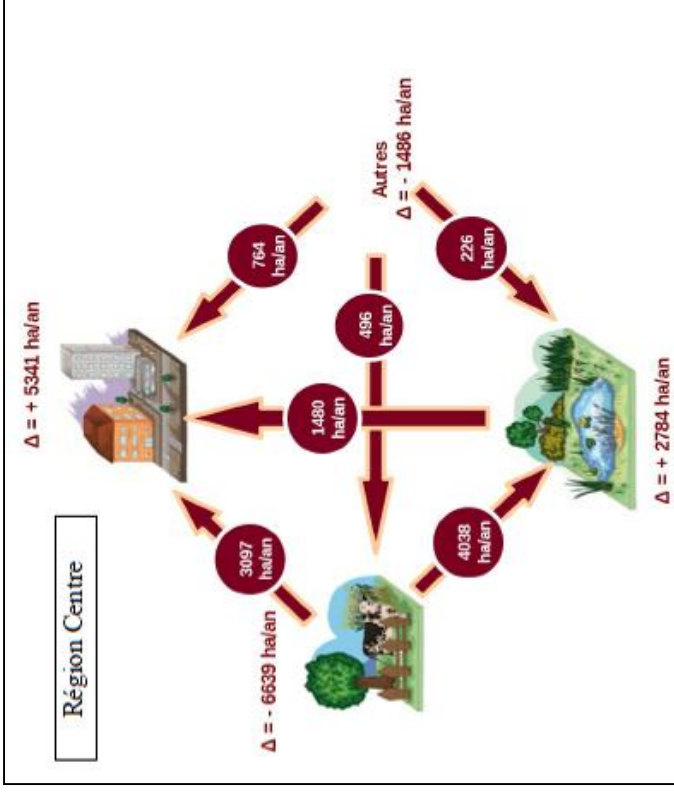 Région Centre
Δ = + 5341 ha/an
764
ha/an
3097
ha/an
1480
ha/an
496
ha/an
Autres
Δ = - 1486 ha/an
Δ = - 6639 ha/an
4038
ha/an
226
ha/an
Δ = + 2784 ha/an